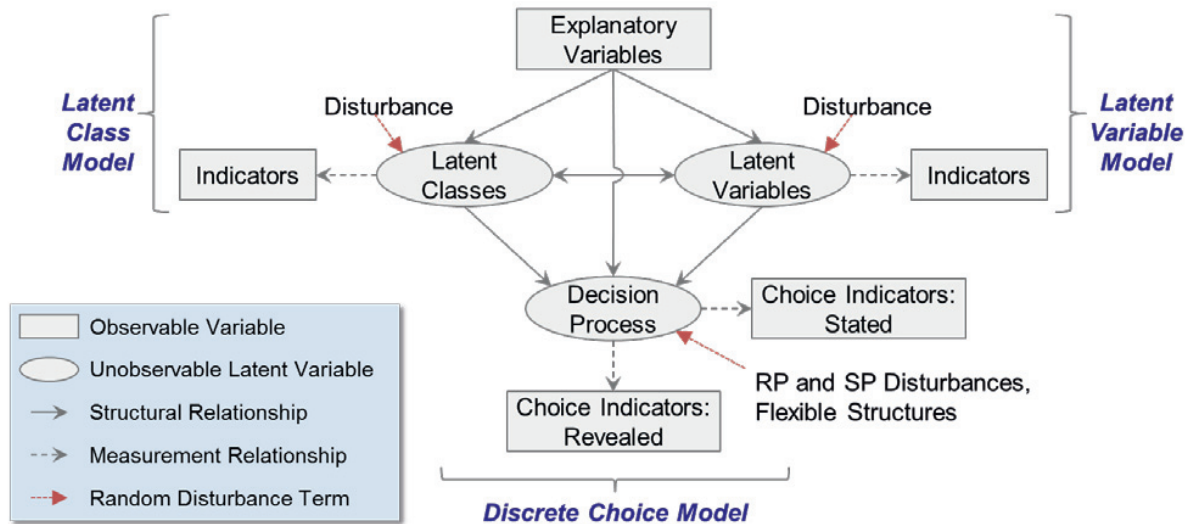 Explanatory
Variables
Latent
Class
Model
Disturbance
Disturbance
Latent
Variable
Model
Indicators
Latent
Classes
Latent
Variables
Indicators
Decision
Process
Choice Indicators:
Stated
RP and SP Disturbances,
Flexible Structures
Choice Indicators:
Revealed
Discrete Choice Model
Observable Variable
Unobservable Latent Variable
Structural Relationship
Measurement Relationship
Random Disturbance Term